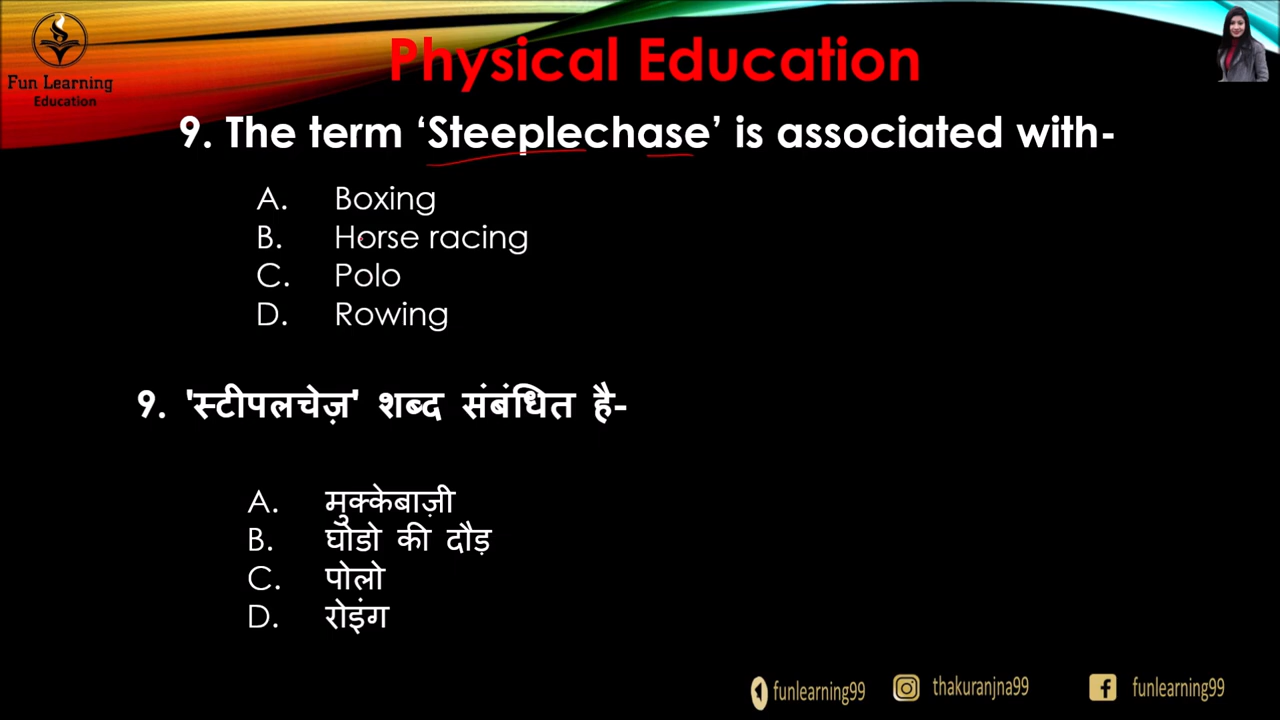 Fun Learning
Education
Physical Education
9. The term ‘Steeplechase’ is associated with-
A. Boxing
B. Horse racing
C. Polo
D. Rowing
9. 'स्टीपलचेज़' शब्द संबंधित है-
A. मुक्केबाज़ी
B. घोडो की दौड़
C. पोलो
D. रोइंग
funlearning99 thakuranjna99 funlearning99